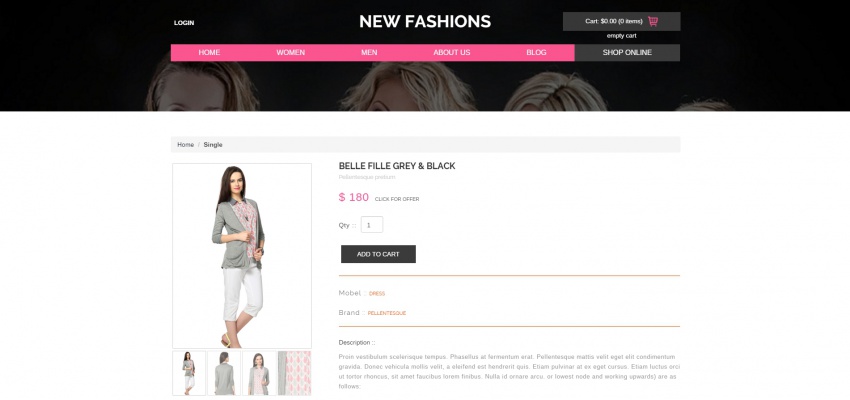 LOGIN
NEW FASHIONS
Cart: $0.00 (0 items)
empty cart
HOME WOMEN MEN ABOUT US BLOG SHOP ONLINE
Home / Single
BELLE FILLE GREY & BLACK
Pellentesque pretium
$ 180 CLICK FOR OFFER
Qty :: 1
ADD TO CART
Mobel : DRESS
Brand : PELLENTESQUE
Description ::
Proin vestibulum scelerisque tempus. Phasellus at fermentum erat. Pellentesque mattis velit eget elit condimentum
gravida. Donec vehicula mollis velit, a eleifend est hendrerit quis. Etiam pulvinar at ex eget cursus. Etiam luctus orci
ut tortor rhoncus, sit amet faucibus lorem finibus. Nulla id ornare arcu. or lowest node and working upwards) are as
follows: